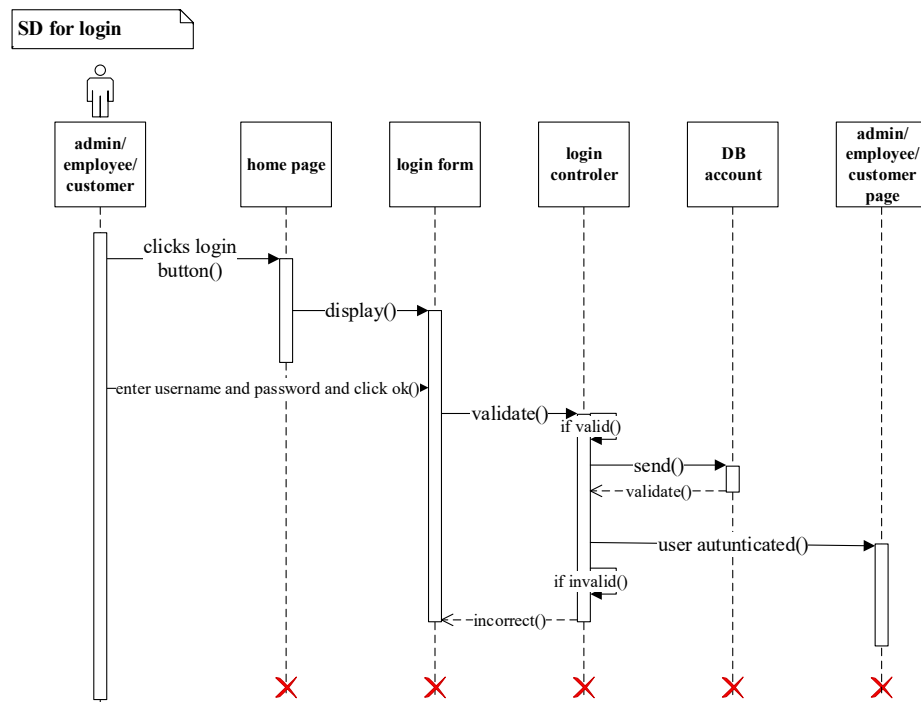 SD for login
admin/
employee/
customer
home page
login form
login
controler
DB
account
admin/
employee/
customer
page
clicks login
button()
display()
enter username and password and click ok()
validate()
if valid()
send()
validate()
user autunticated()
if invalid()
incorrect()